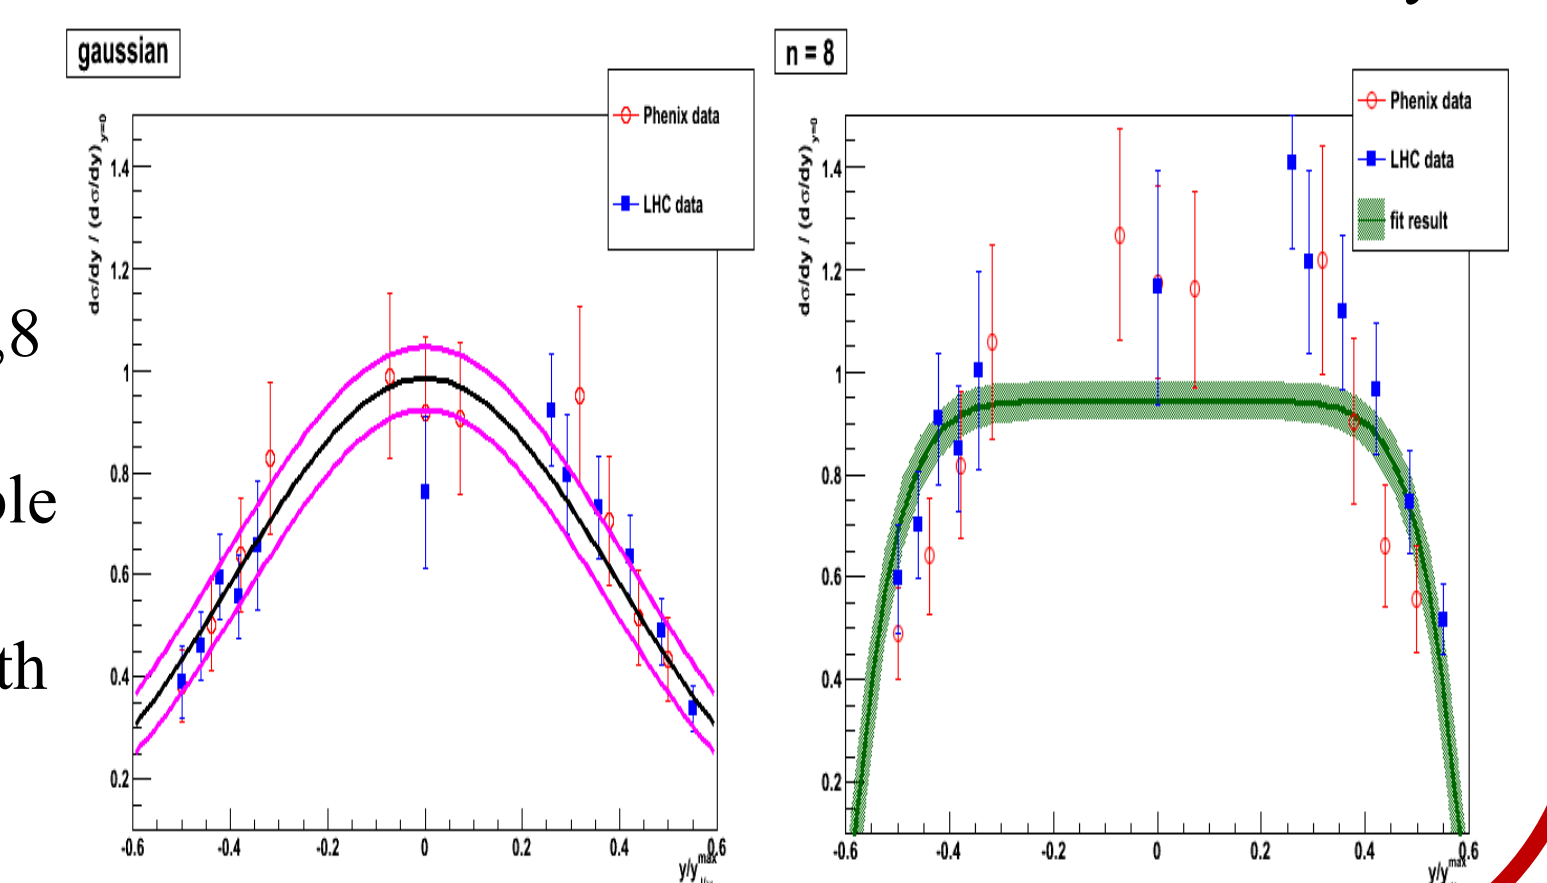 gaussian
Phenix data
LHC data
dσ/dy / (dσ/dy)y=0
1.4
1.2
1
0.8
0.6
0.4
0.2
-0.6 -0.4 -0.2 0 0.2 0.4 0.6
y/y max
n = 8
Phenix data
LHC data
fit result
dσ/dy / (dσ/dy)y=0
1.4
1.2
1
0.8
0.6
0.4
0.2
-0.6 -0.4 -0.2 0 0.2 0.4 0.6
y/y max
,8
ole
th